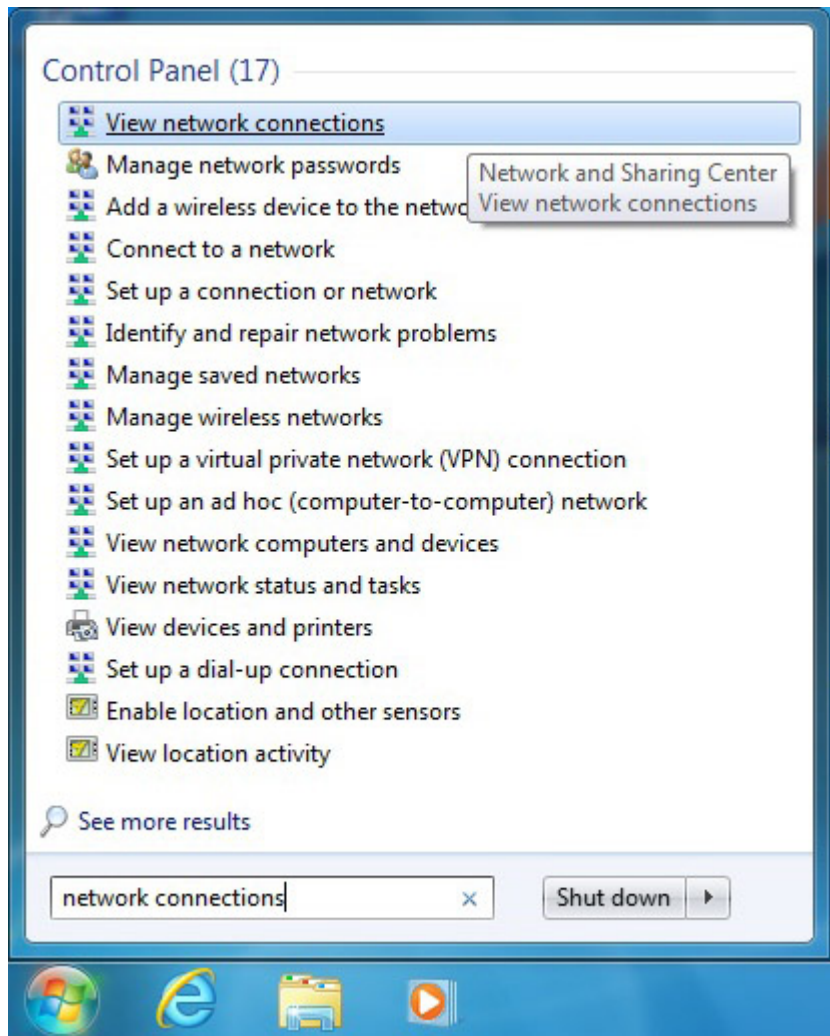 Control Panel (17)
View network connections
Manage network passwords
Network and Sharing Center
View network connections
Add a wireless device to the
Connect to a network
Set up a connection or network
Identify and repair network problems
Manage saved networks
Manage wireless networks
Set up a virtual private network (VPN) connection
Set up an ad hoc (computer-to-computer) network
View network computers and devices
View network status and tasks
View devices and printers
Set up a dial-up connection
Enable location and other sensors
View location activity
See more results
network connections
Shut down